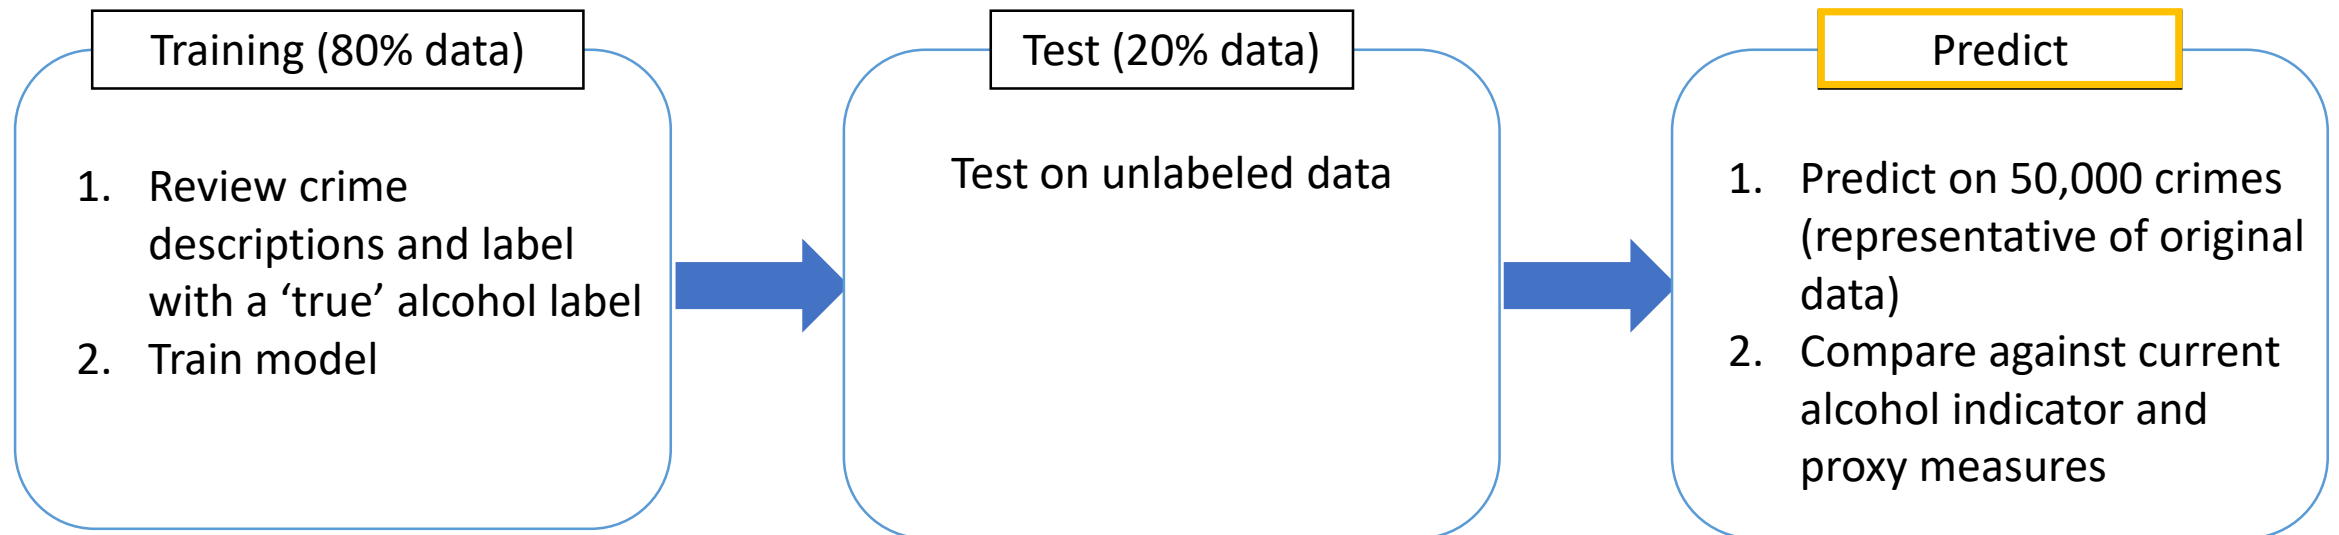 Training (80% data)
1. Review crime
descriptions and label
with a ‘true’ alcohol label
2. Train model
Test (20% data)
Test on unlabeled data
Predict
1. Predict on 50,000 crimes
(representative of original
data)
2. Compare against current
alcohol indicator and
proxy measures